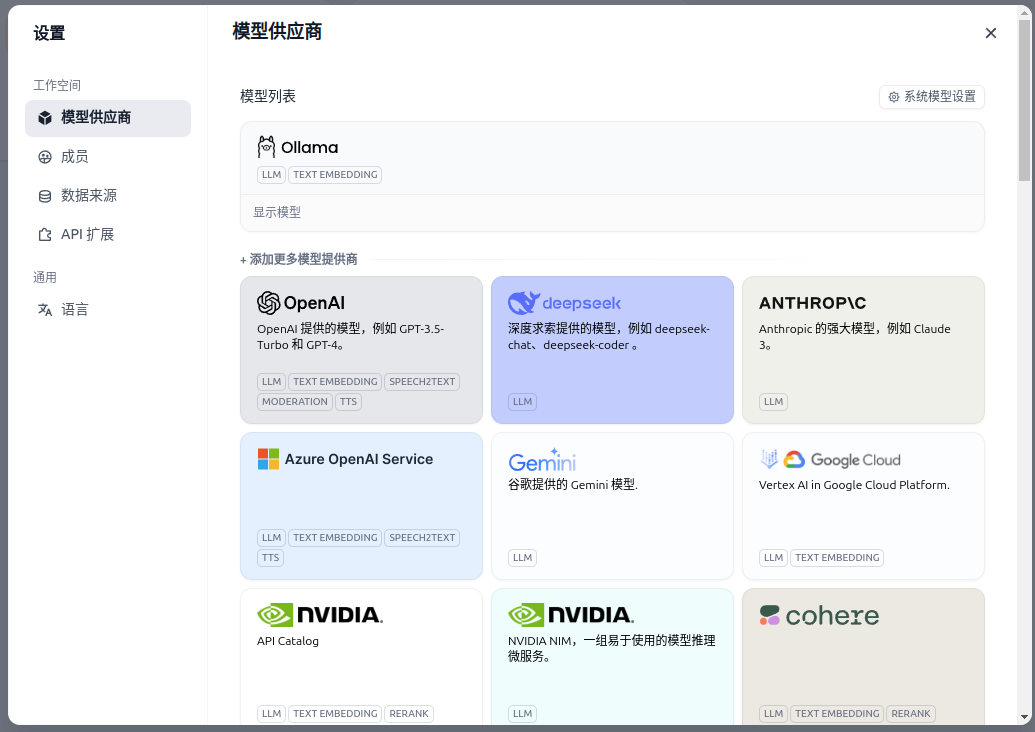 设置
工作空间
模型供应商
成员
数据来源
API 扩展
通用
语言
模型供应商
模型列表
系统模型设置
Ollama
LLM TEXT EMBEDDING
显示模型
+ 添加更多模型提供商
OpenAI
OpenAI 提供的模型，例如 GPT-3.5-
Turbo 和 GPT-4。
LLM TEXT EMBEDDING SPEECH2TEXT
MODERATION TTS
deepseek
深度求索提供的模型，例如 deepseek-
chat、deepseek-coder 。
LLM
ANTHROP\C
Anthropic 的强大模型，例如 Claude
3。
LLM
Azure OpenAI Service
LLM TEXT EMBEDDING SPEECH2TEXT
TTS
Gemini
谷歌提供的 Gemini 模型.
LLM
Google Cloud
Vertex AI in Google Cloud Platform.
LLM TEXT EMBEDDING
NVIDIA.
API Catalog
LLM TEXT EMBEDDING RERANK
NVIDIA.
NVIDIA NIM，一组易于使用的模型推理
微服务。
LLM
cohere
LLM TEXT EMBEDDING RERANK